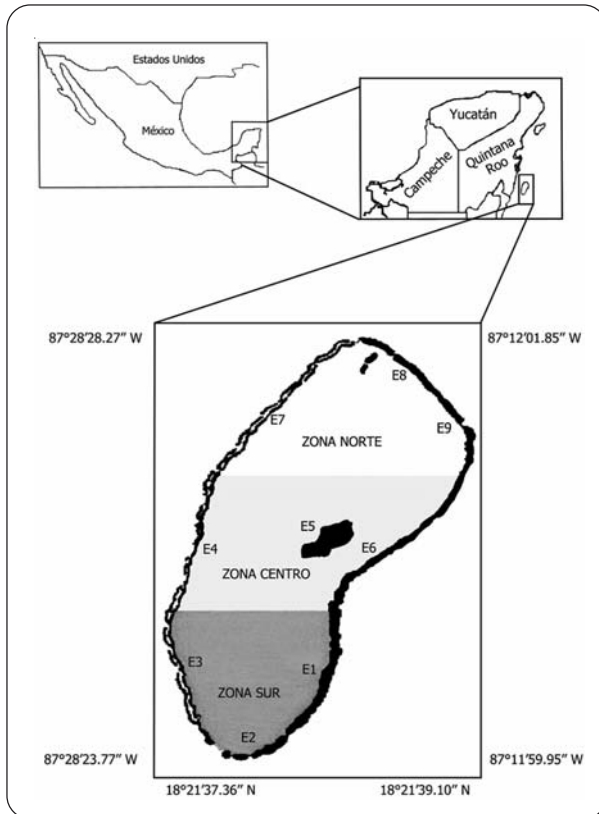 Estados Unidos
México
Yucatán
Campeche
Quintana
Roo
87°28'28.27" W
87°12'01.85" W
E8
E7
E9
ZONA NORTE
E5
E4
E6
ZONA CENTRO
E3
E1
ZONA SUR
E2
87°28'23.77" W
87°11'59.95" W
18°21'37.36" N
18°21'39.10" N